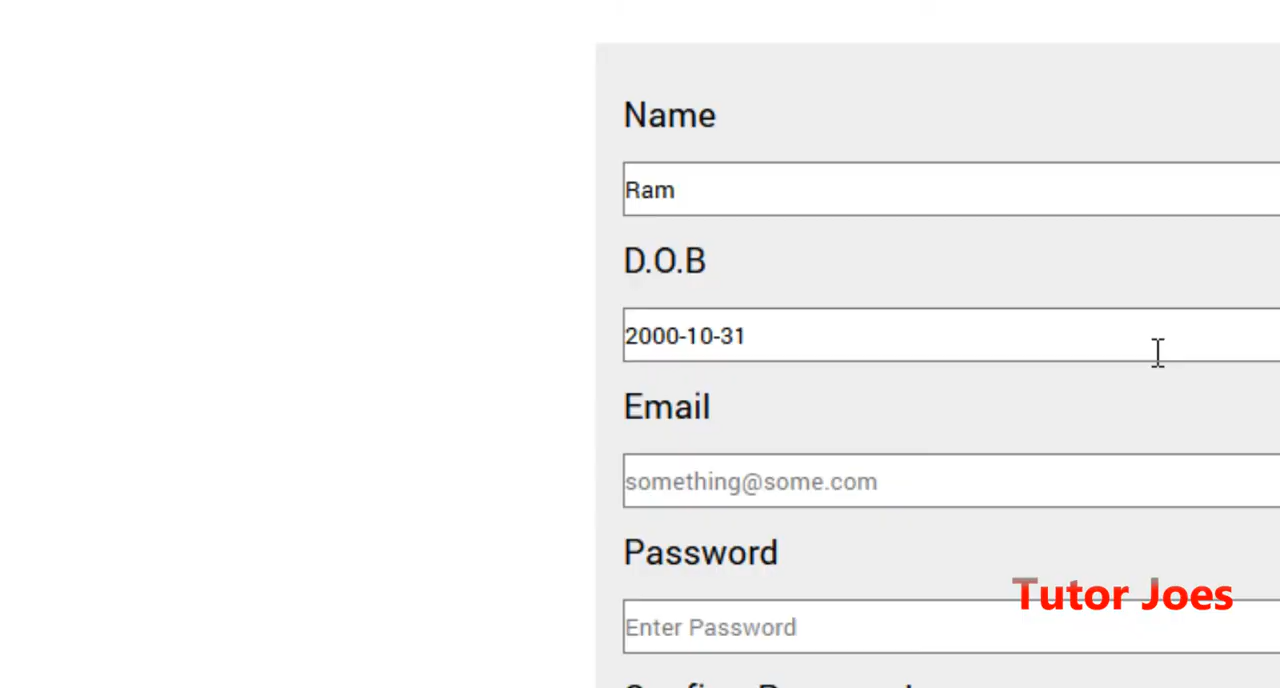 Name
Ram
D.O.B
2000-10-31
Email
something@some.com
Password
Tutor Joes
Enter Password